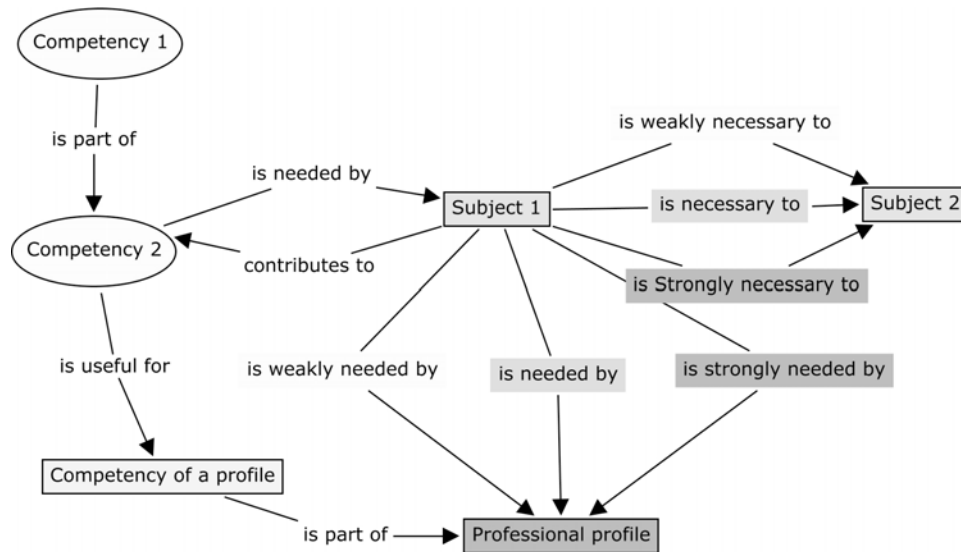 Competency 1
is part of
is weakly necessary to
is needed by
Subject 1
is necessary to
Subject 2
Competency 2
contributes to
is Strongly necessary to
is useful for
is weakly needed by
is needed by
is strongly needed by
Competency of a profile
is part of
Professional profile